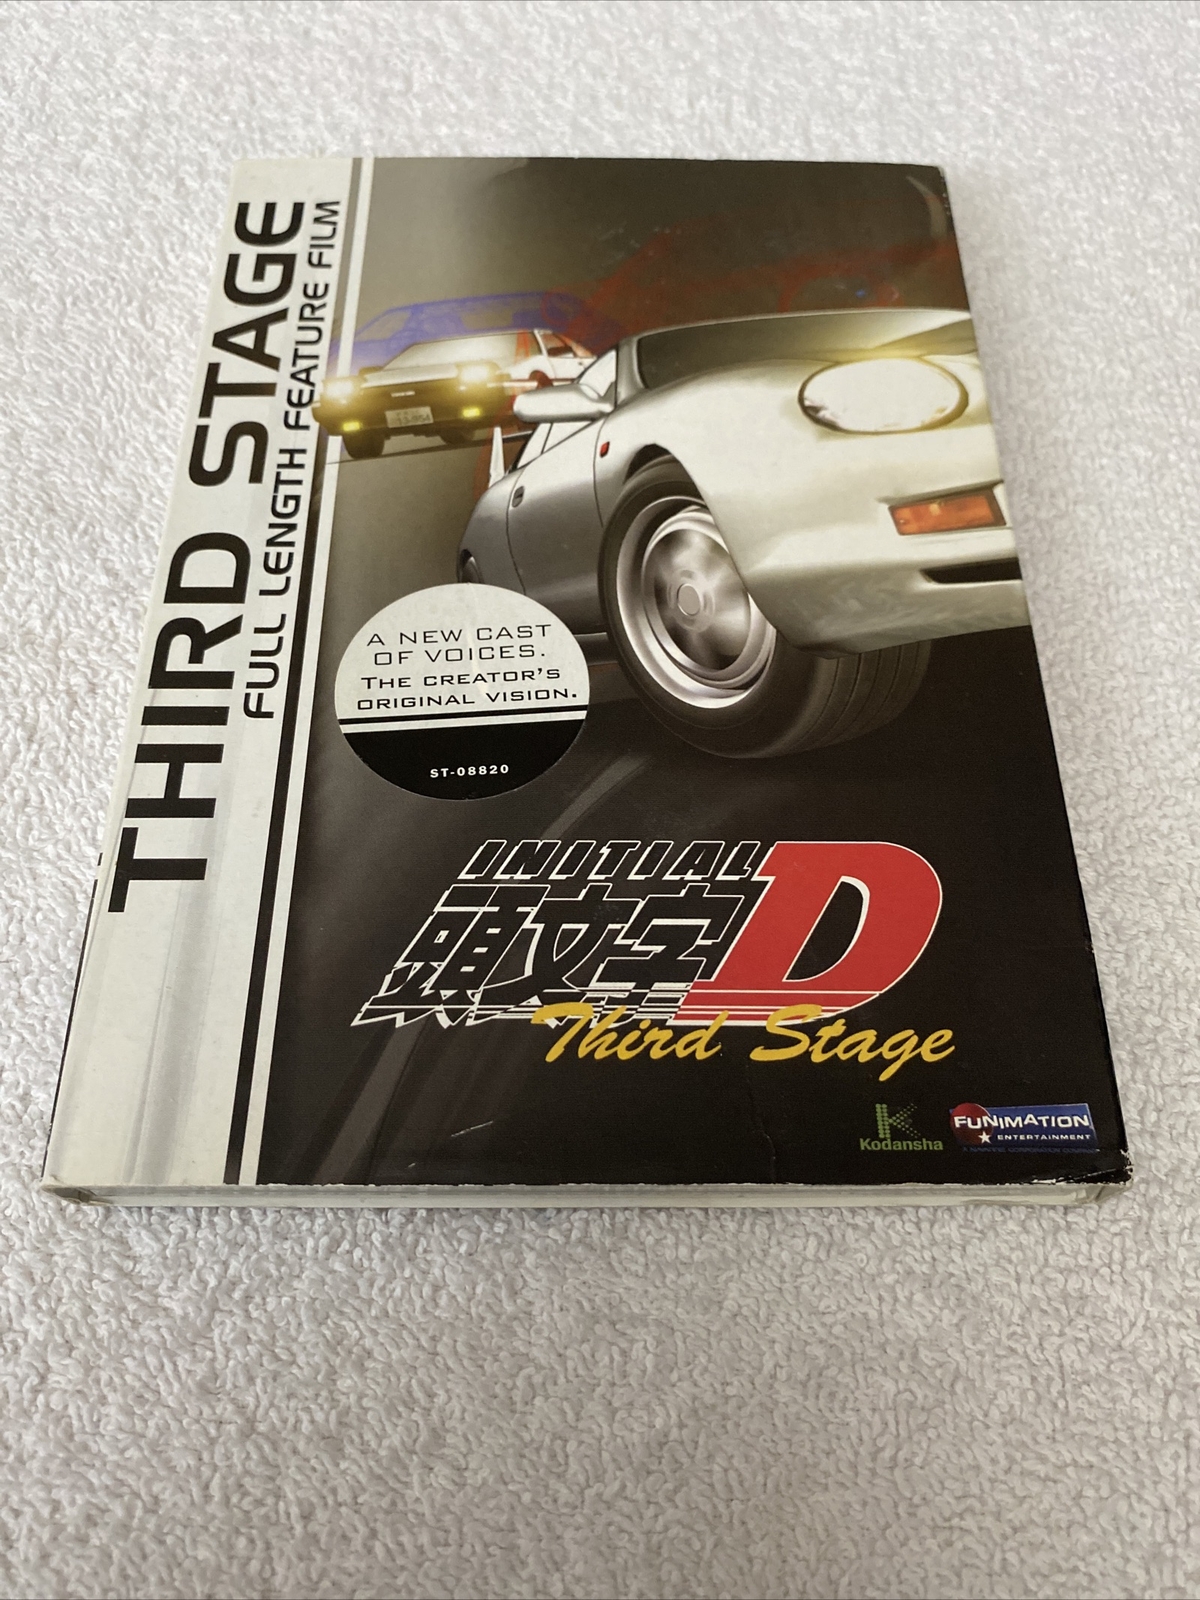 THIRD STAGE
FULL LENGTH FEATURE FILM
A NEW CAST
OF VOICES.
THE CREATOR'S
ORIGINAL VISION.
ST-08820
INITIAL D
頭文字
Third Stage
Kodansha
FUNIMATION
ENTERTAINMENT